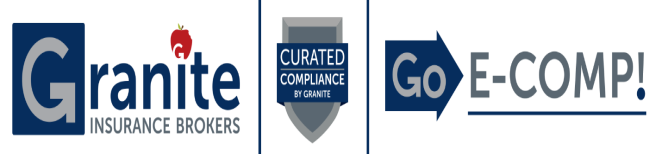 Granite
G
INSURANCE BROKERS
CURATED
COMPLIANCE
BY GRANITE
Go E-COMP!